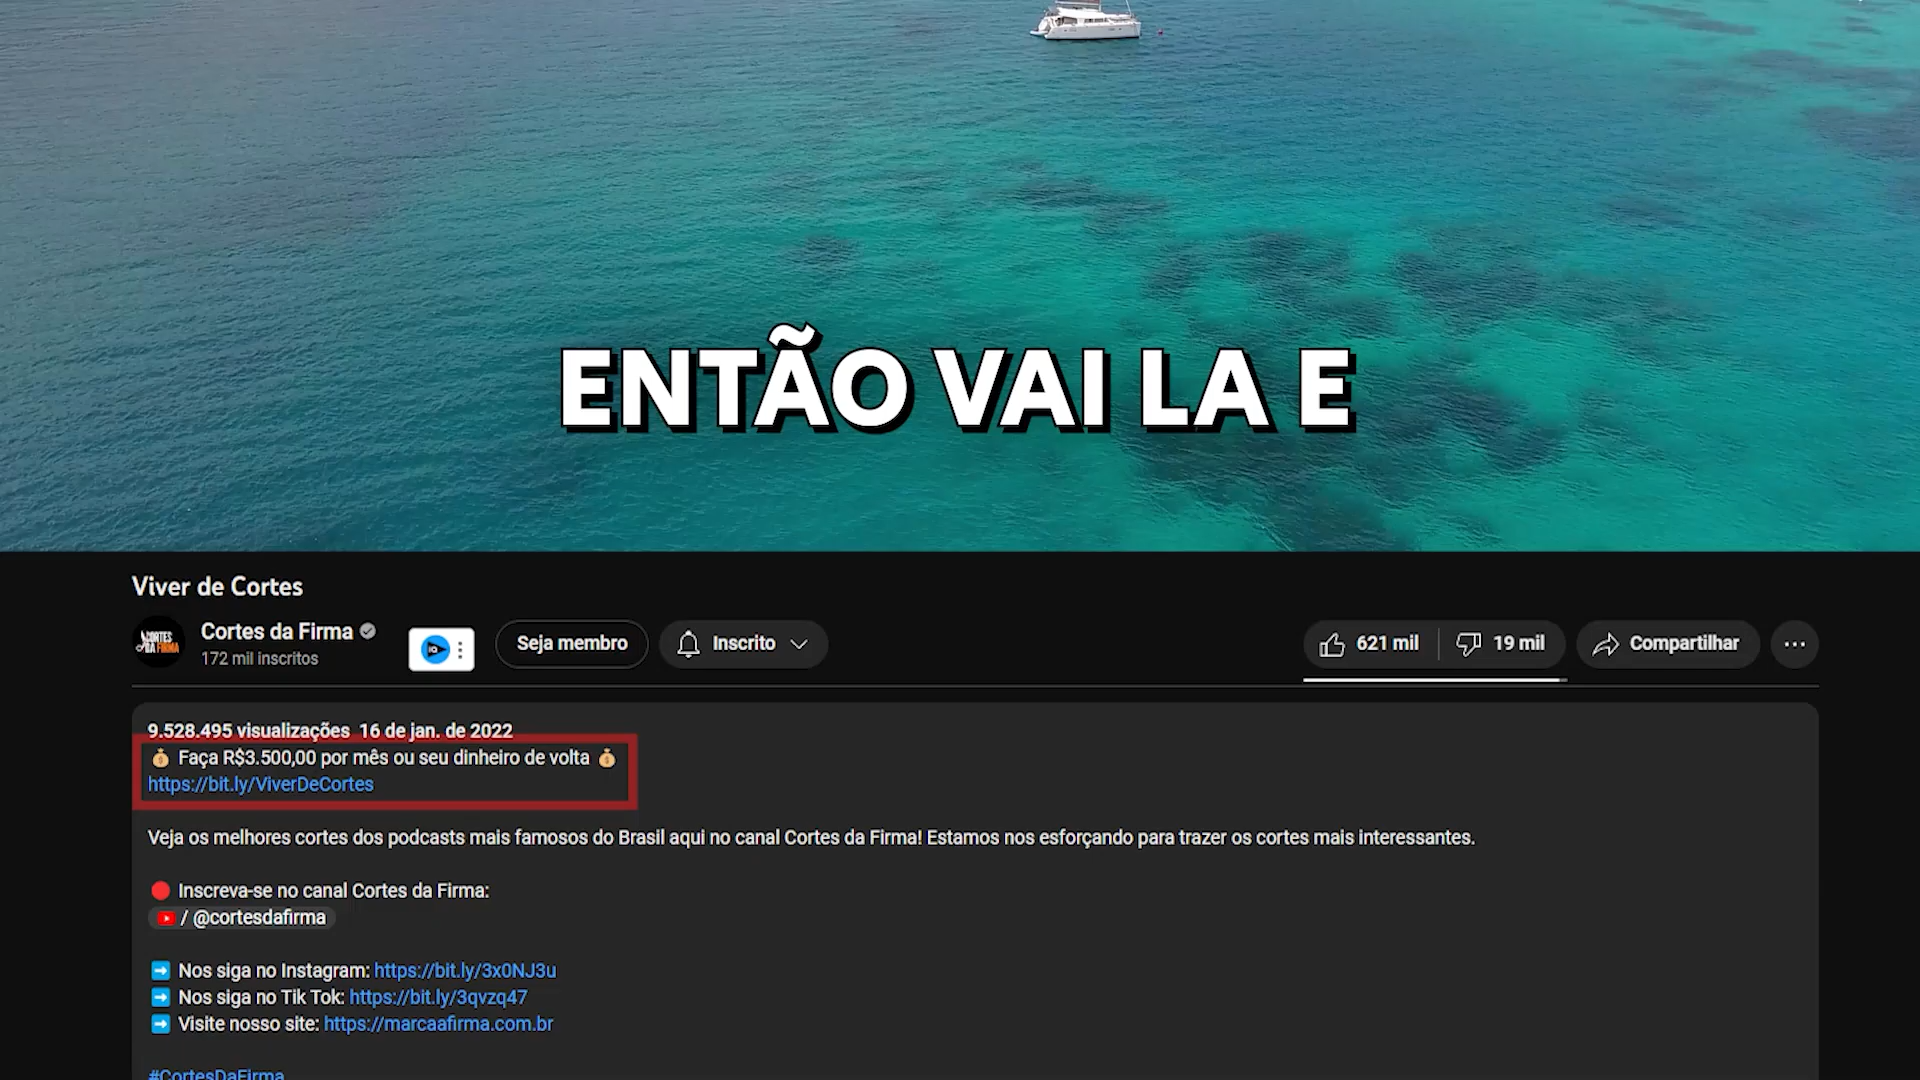 ENTÃO VAI LA E
Viver de Cortes
CORTES
DA FIRMA
Cortes da Firma
172 mil inscritos
Seja membro
Inscrito
621 mil
19 mil
Compartilhar
9.528.495 visualizações 16 de jan. de 2022
Faça R$3.500,00 por mês ou seu dinheiro de volta
https://bit.ly/ViverDeCortes
Veja os melhores cortes dos podcasts mais famosos do Brasil aqui no canal Cortes da Firma! Estamos nos esforçando para trazer os cortes mais interessantes.
Inscreva-se no canal Cortes da Firma:
/ @cortesdafirma
Nos siga no Instagram: https://bit.ly/3x0NJ3u
Nos siga no Tik Tok: https://bit.ly/3qvzq47
Visite nosso site: https://marcaafirma.com.br
#CortesDaFirma